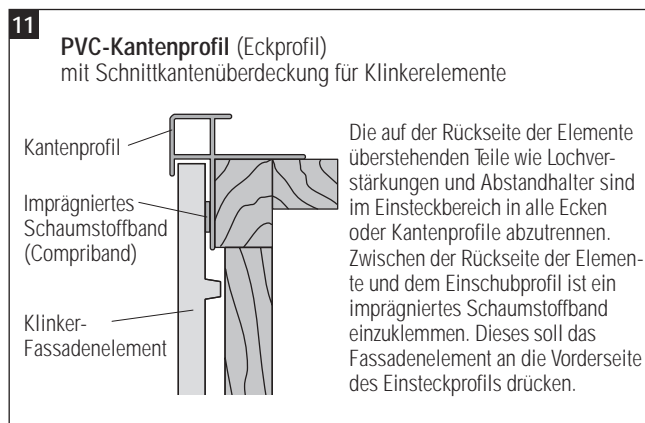 11
PVC-Kantenprofil (Eckprofil)
mit Schnittkantenüberdeckung für Klinkerelemente
Kantenprofil
Imprägniertes
Schaumstoffband
(Compriband)
Klinker-
Fassadenelement
Die auf der Rückseite der Elemente
überstehenden Teile wie Lochver-
stärkungen und Abstandhalter sind
im Einsteckbereich in alle Ecken
oder Kantenprofile abzutrennen.
Zwischen der Rückseite der Elemen-
te und dem Einschubprofil ist ein
imprägniertes Schaumstoffband
einzuklemmen. Dieses soll das
Fassadenelement an die Vorderseite
des Einsteckprofils drücken.